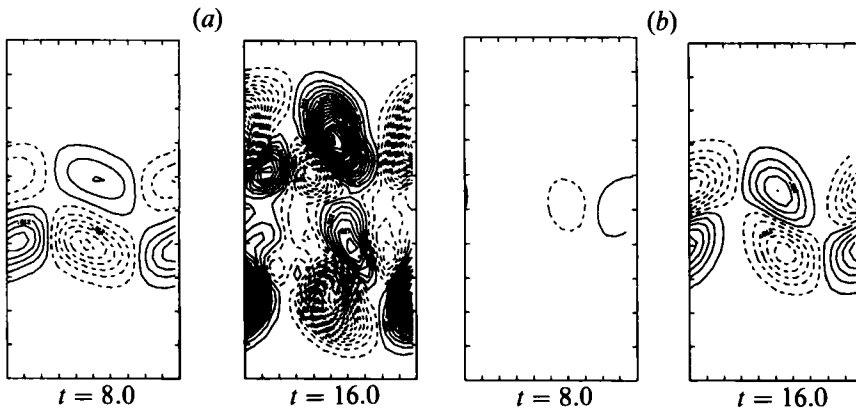 (a) (b)
t = 8.0 t = 16.0 t = 8.0 t = 16.0